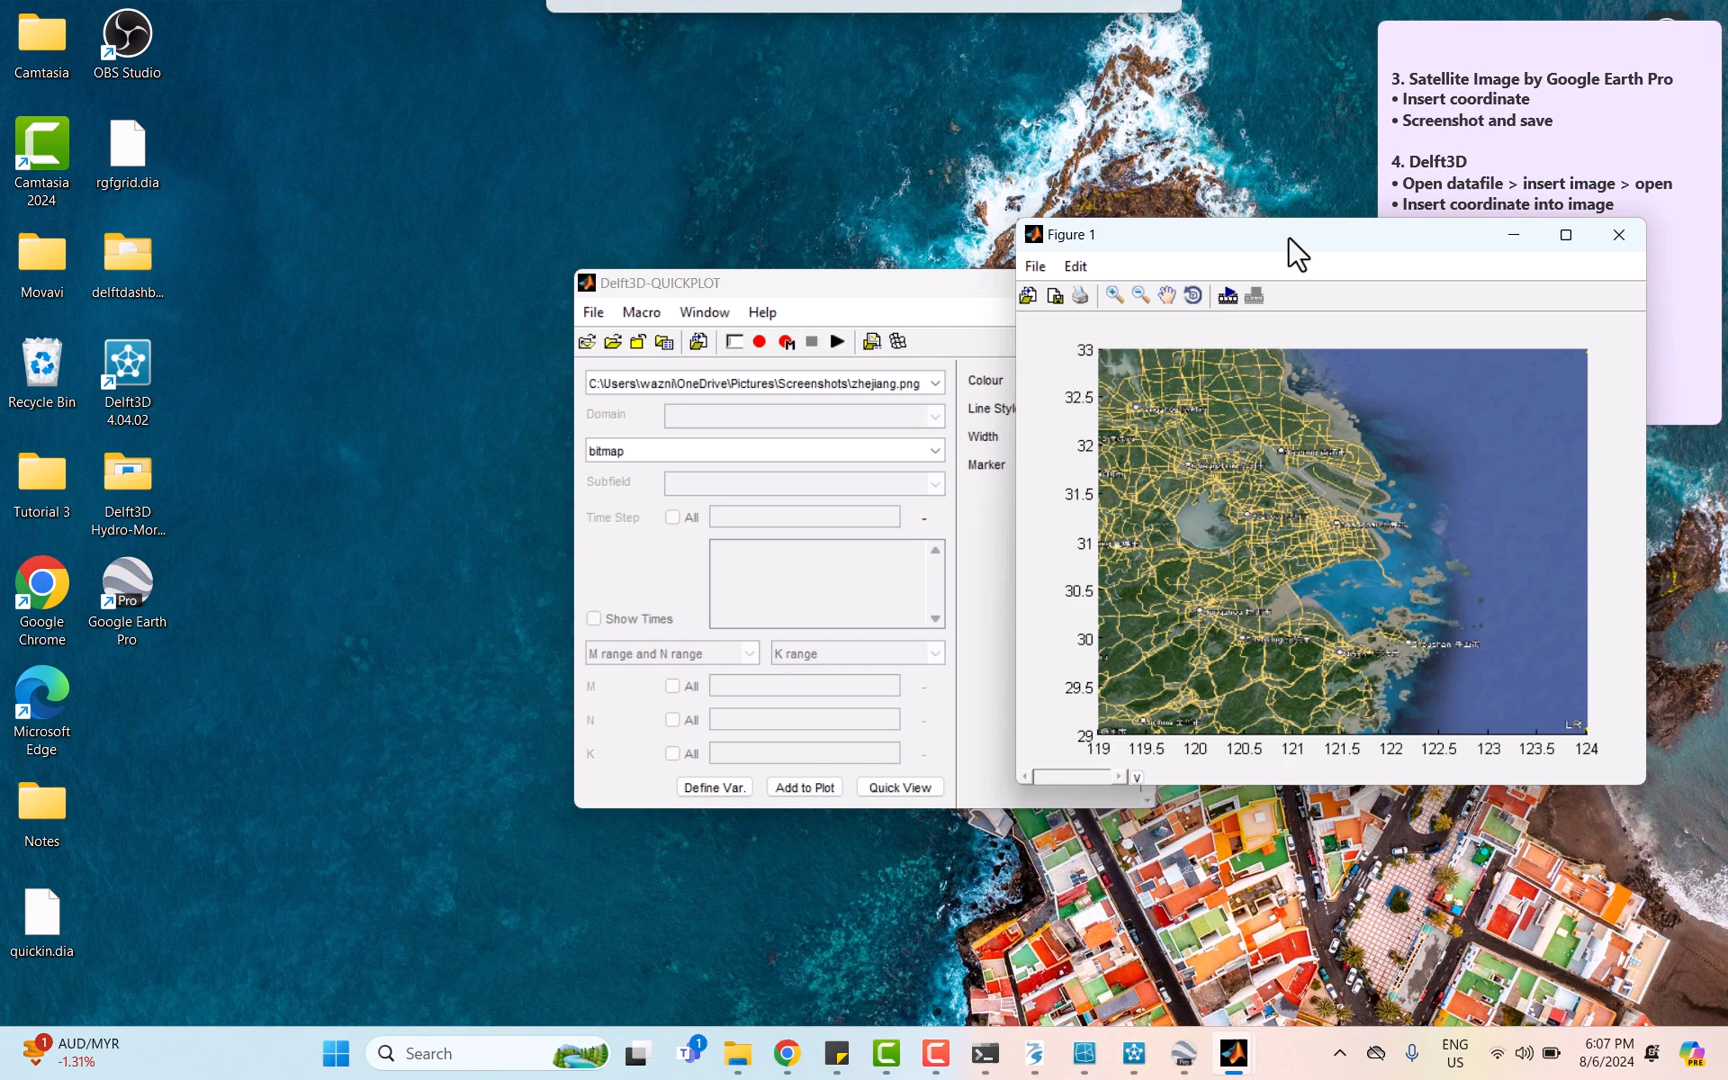 Camtasia
OBS Studio
Camtasia
2024
rgfgrid.dia
Movavi
delftdashb...
Recycle Bin
Delft3D
4.04.02
Tutorial 3
Delft3D
Hydro-Mor...
Google
Chrome
Pro
Google Earth
Pro
Microsoft
Edge
Notes
quickin.dia
3. Satellite Image by Google Earth Pro
• Insert coordinate
• Screenshot and save
4. Delft3D
• Open datafile > insert image > open
• Insert coordinate into image
Delft3D-QUICKPLOT
File Macro Window Help
C:\Users\wazni\OneDrive\Pictures\Screenshots\zhejiang.png
Domain
bitmap
Subfield
Time Step All -
Show Times
M range and N range K range
M All -
N All -
K All -
Define Var. Add to Plot Quick View
Colour
Line Style
Width
Marker
Figure 1
File Edit
33
32.5
32
31.5
31
30.5
30
29.5
29
119 119.5 120 120.5 121 121.5 122 122.5 123 123.5 124
LR
V
1
AUD/MYR
-1.31%
Search
1
ENG
US
6:07 PM
8/6/2024
PRE